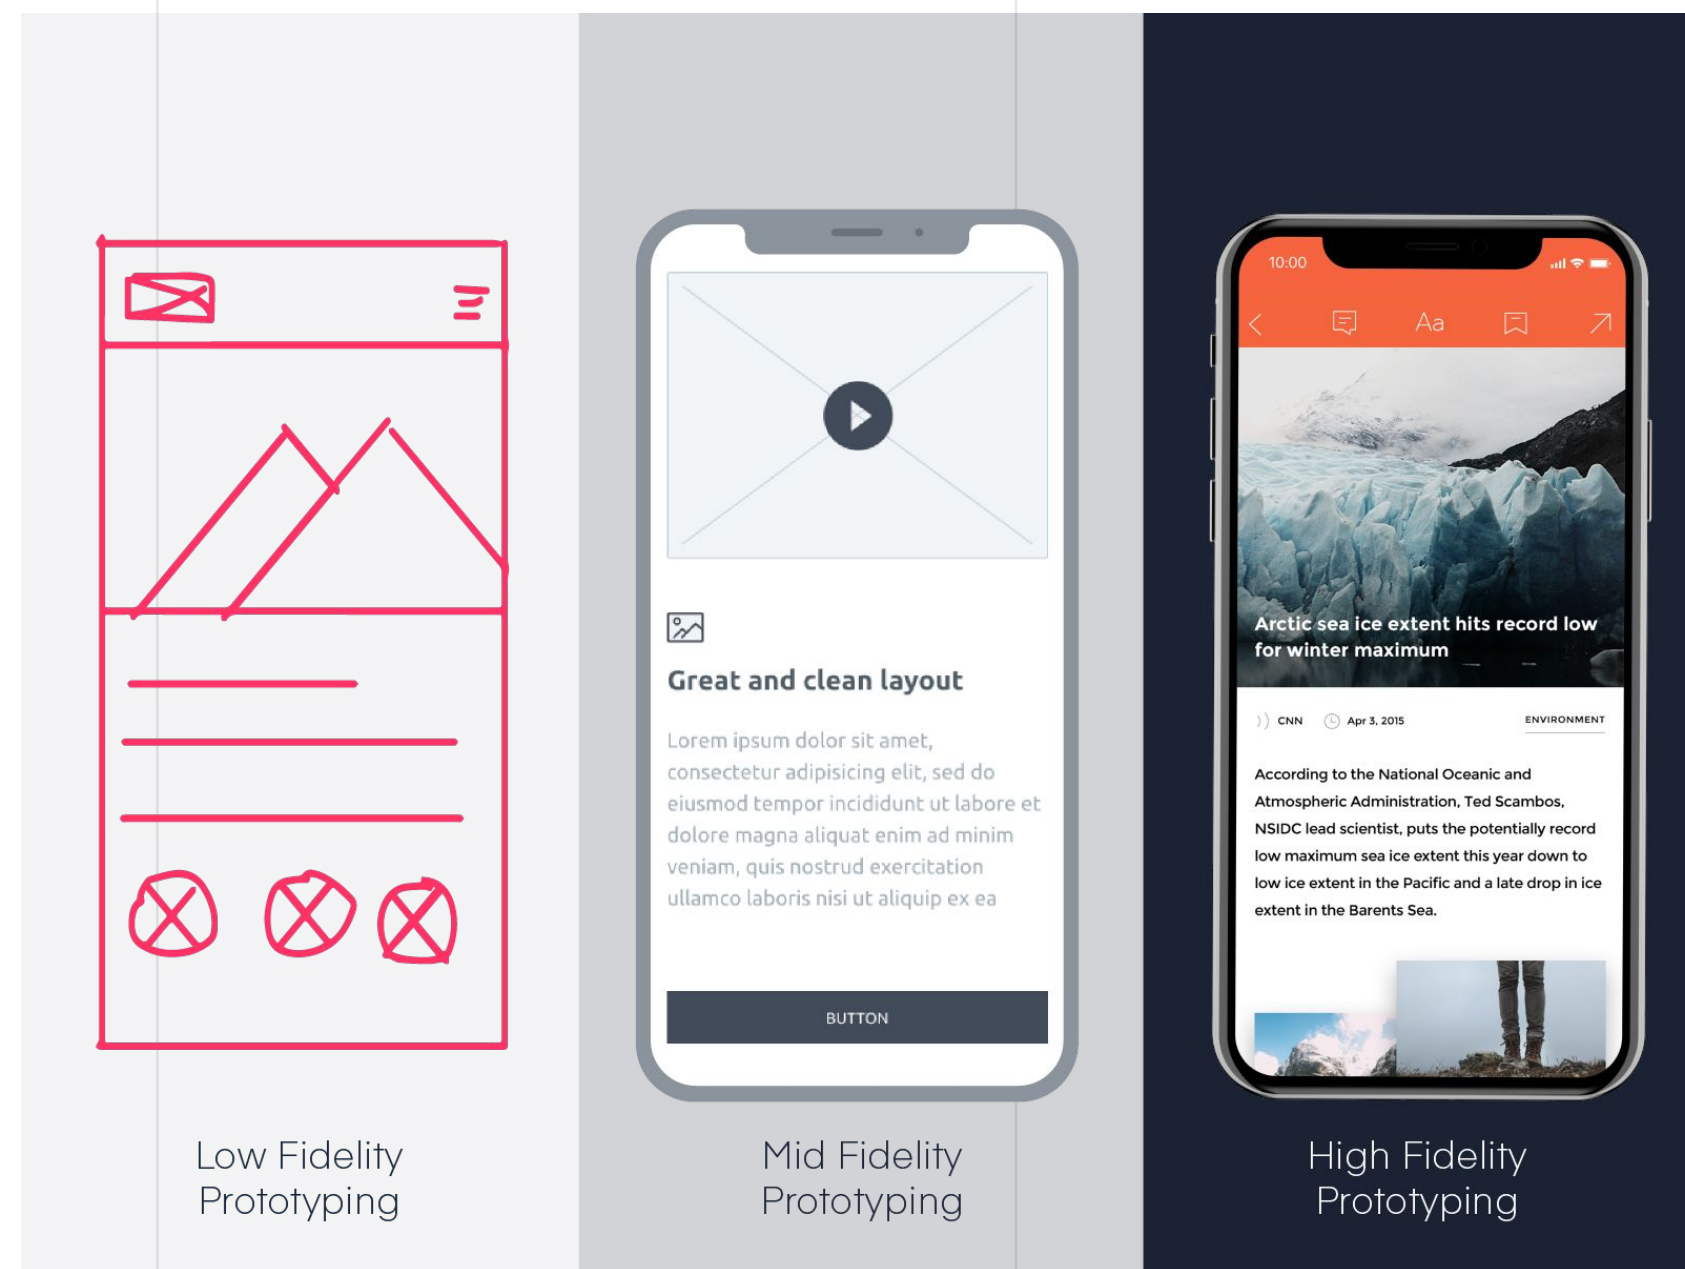 Low Fidelity
Prototyping
Great and clean layout
Lorem ipsum dolor sit amet,
consectetur adipisicing elit, sed do
eiusmod tempor incididunt ut labore et
dolore magna aliquat enim ad minim
veniam, quis nostrud exercitation
ullamco laboris nisi ut aliquip ex ea
BUTTON
Mid Fidelity
Prototyping
10:00
Aa
Arctic sea ice extent hits record low
for winter maximum
CNN Apr 3, 2015 ENVIRONMENT
According to the National Oceanic and
Atmospheric Administration, Ted Scambos,
NSIDC lead scientist, puts the potentially record
low maximum sea ice extent this year down to
low ice extent in the Pacific and a late drop in ice
extent in the Barents Sea.
High Fidelity
Prototyping